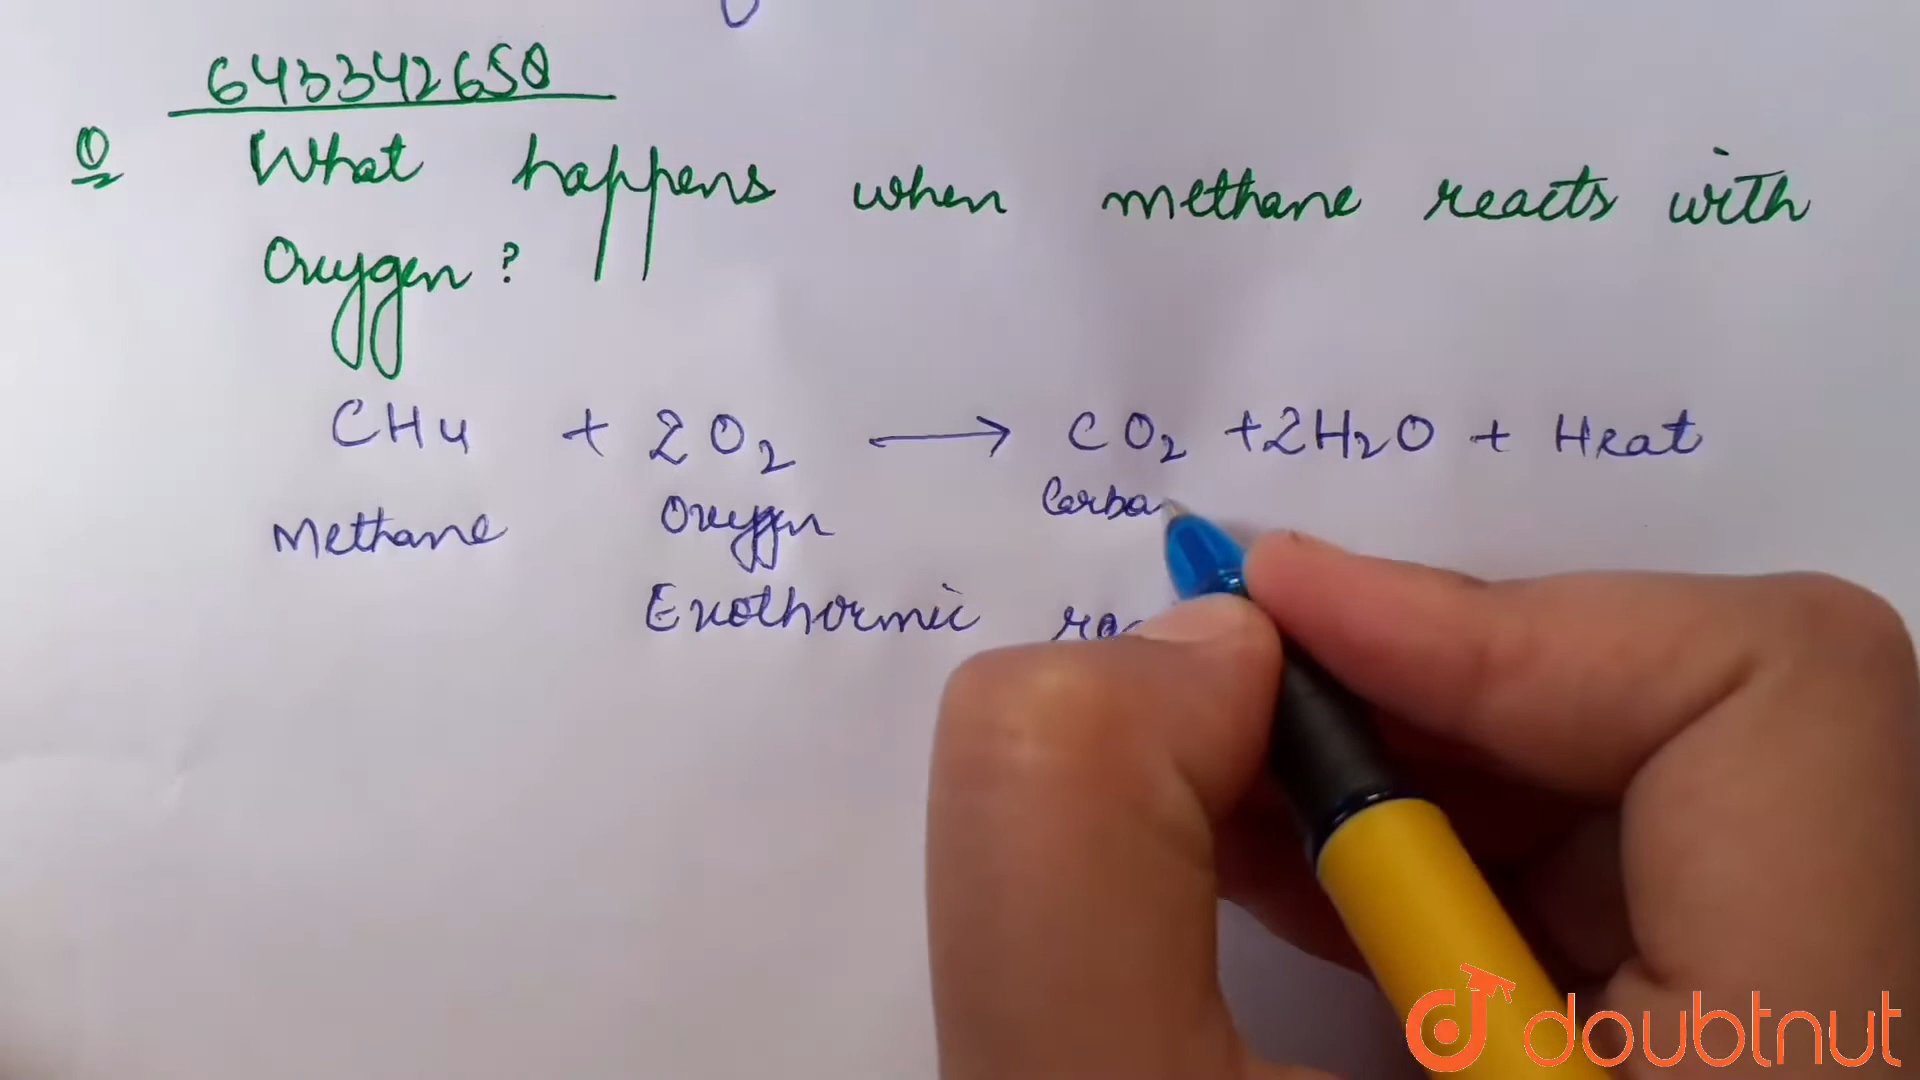 643342650
Q What happens when methane reacts with
Oxygen?
CH4 + 2O2 → CO2 +2H2O + Heat
Methane Oxygen Carbo
Exothermic
doubtnut